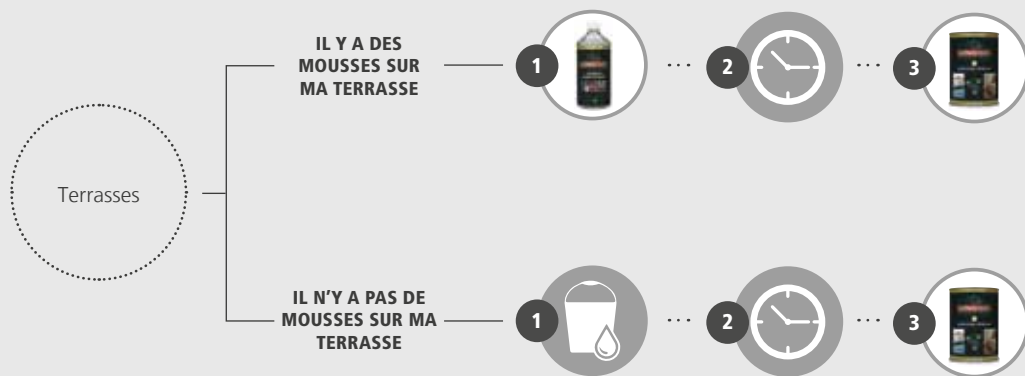 IL Y A DES
MOUSSES SUR
MA TERRASSE
1
2
3
Terrasses
IL N’Y A PAS DE
MOUSSES SUR MA
TERRASSE
1
2
3